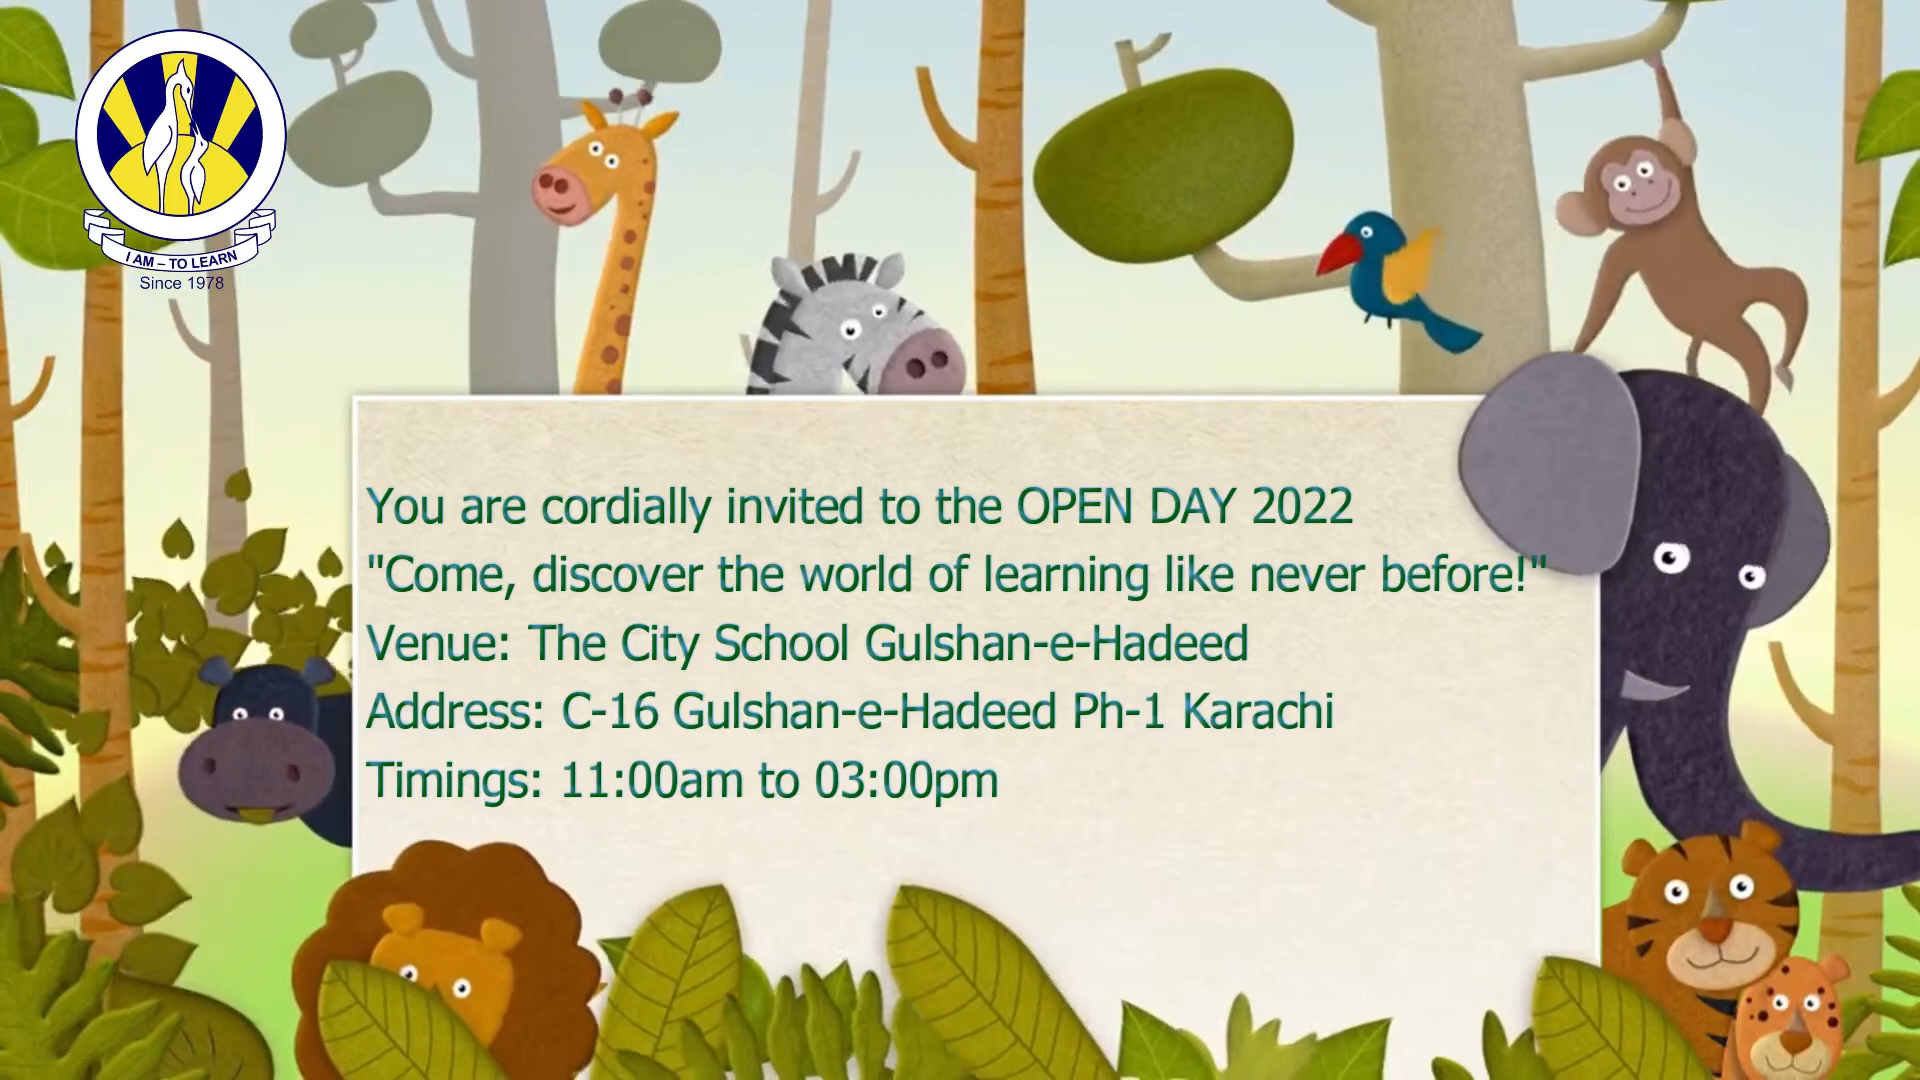 I AM – TO LEARN
Since 1978
You are cordially invited to the OPEN DAY 2022
"Come, discover the world of learning like never before!"
Venue: The City School Gulshan-e-Hadeed
Address: C-16 Gulshan-e-Hadeed Ph-1 Karachi
Timings: 11:00am to 03:00pm